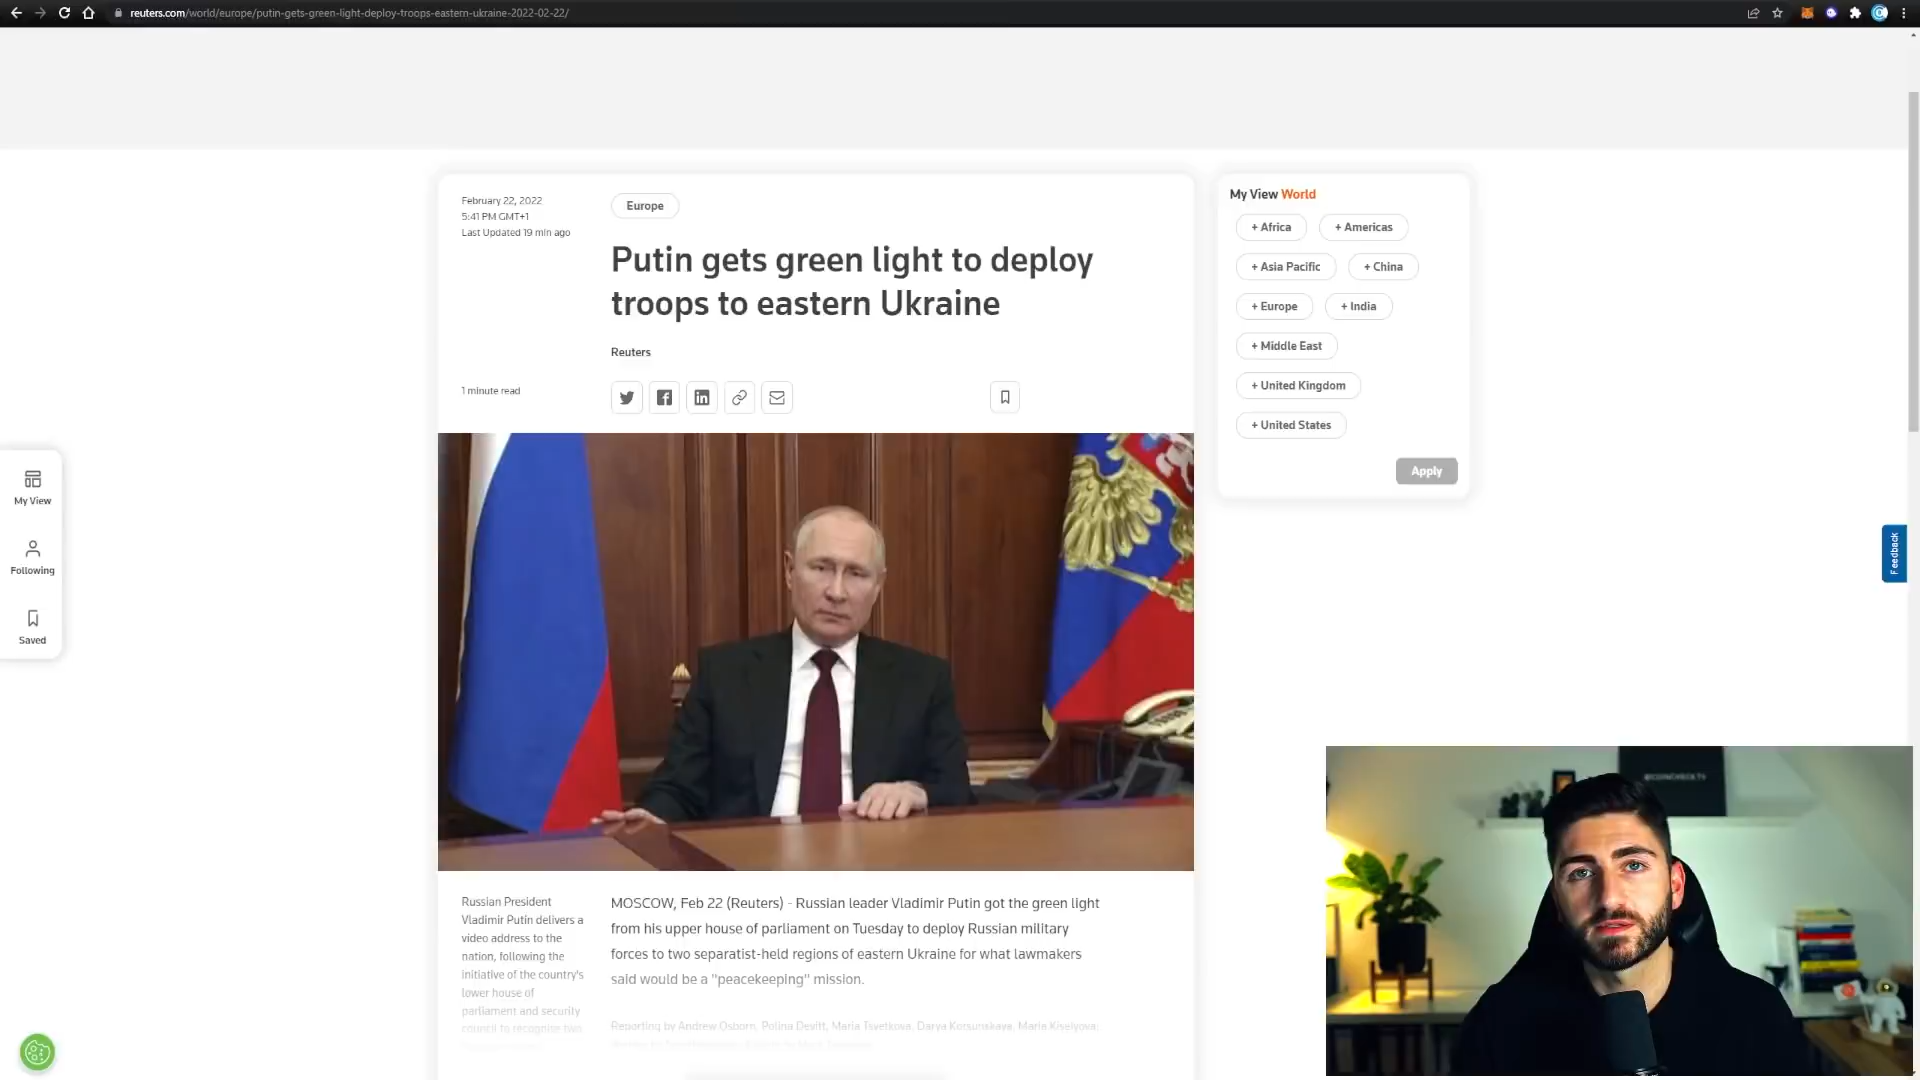 reuters.com/world/europe/putin-gets-green-light-deploy-troops-eastern-ukraine-2022-02-22/
February 22, 2022
5:41 PM GMT+1
Last Updated 19 min ago
Europe
Putin gets green light to deploy
troops to eastern Ukraine
Reuters
1 minute read
My View World
+ Africa
+ Americas
+ Asia Pacific
+ China
+ Europe
+ India
+ Middle East
+ United Kingdom
+ United States
Apply
My View
Following
Saved
Feedback
Russian President
Vladimir Putin delivers a
video address to the
nation, following the
initiative of the country's
lower house of
parliament and security
council to recognise two
MOSCOW, Feb 22 (Reuters) - Russian leader Vladimir Putin got the green light
from his upper house of parliament on Tuesday to deploy Russian military
forces to two separatist-held regions of eastern Ukraine for what lawmakers
said would be a "peacekeeping" mission.
Reporting by Andrew Osborn, Polina Devitt, Maria Tsvetkova, Darya Korsunskaya, Maria Kiselyova;